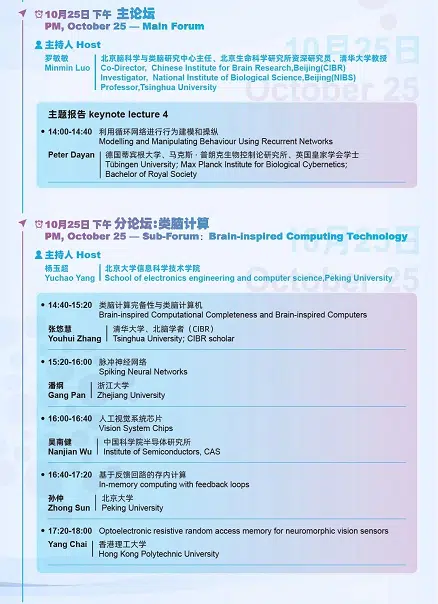 10月25日 下午 主论坛
PM, October 25 — Main Forum
10月25日
October 25
主持人 Host
罗敏敏 北京脑科学与类脑研究中心主任、北京生命科学研究所资深研究员、清华大学教授
Minmin Luo Co-Director, Chinese Institute for Brain Research,Beijing(CIBR)
Investigator, National Institute of Biological Science,Beijing(NIBS)
Professor,Tsinghua University
主题报告 keynote lecture 4
• 14:00-14:40 利用循环网络进行行为建模和操纵
Modelling and Manipulating Behaviour Using Recurrent Networks
Peter Dayan 德国蒂宾根大学、马克斯·普朗克生物控制论研究所、英国皇家学会学士
Tübingen University; Max Planck Institute for Biological Cybernetics;
Bachelor of Royal Society
10月25日 下午 分论坛:类脑计算
PM, October 25 — Sub-Forum: Brain-inspired Computing Technology
10月25日
October 25
主持人 Host
杨玉超 北京大学信息科学技术学院
Yuchao Yang School of electronics engineering and computer science,Peking University
• 14:40-15:20 类脑计算完备性与类脑计算机
Brain-inspired Computational Completeness and Brain-inspired Computers
张悠慧 清华大学、北脑学者（CIBR）
Youhui Zhang Tsinghua University; CIBR scholar
• 15:20-16:00 脉冲神经网络
Spiking Neural Networks
潘纲 浙江大学
Gang Pan Zhejiang University
• 16:00-16:40 人工视觉系统芯片
Vision System Chips
吴南健 中国科学院半导体研究所
Nanjian Wu Institute of Semiconductors, CAS
• 16:40-17:20 基于反馈回路的存内计算
In-memory computing with feedback loops
孙仲 北京大学
Zhong Sun Peking University
• 17:20-18:00 Optoelectronic resistive random access memory for neuromorphic vision sensors
Yang Chai 香港理工大学
Hong Kong Polytechnic University